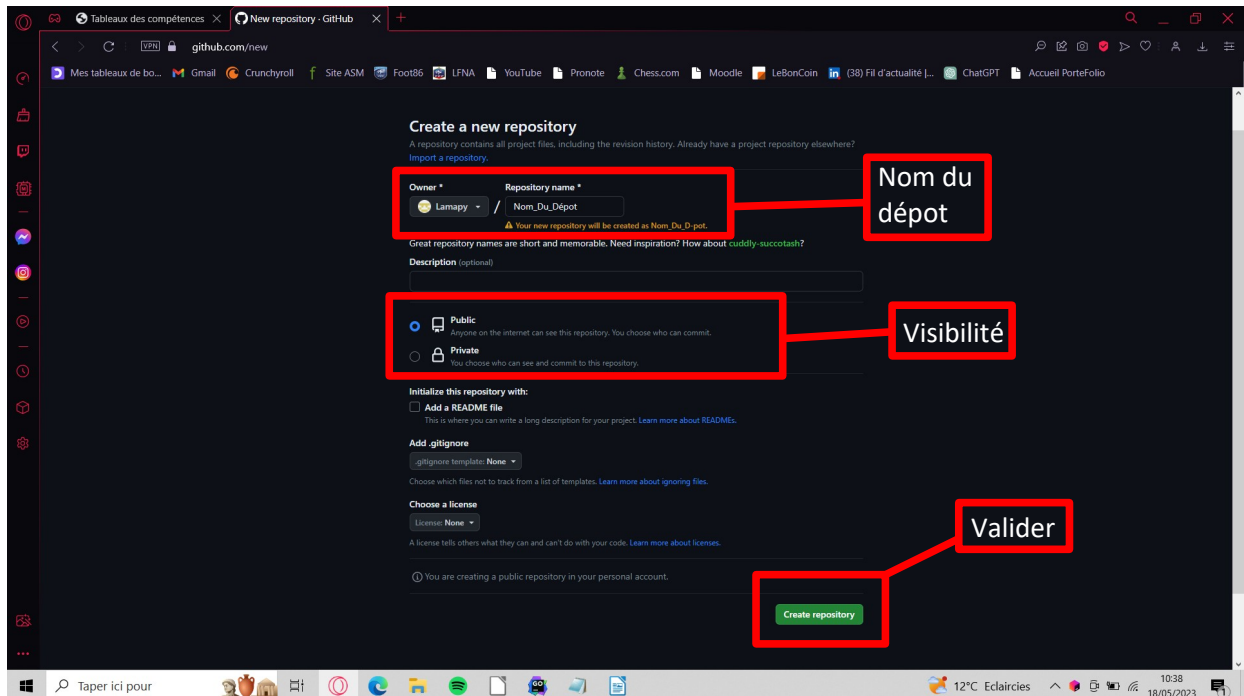 Tableaux des compétences
New repository · GitHub
VPN
github.com/new
Mes tableaux de bo...
Gmail
Crunchyroll
Site ASM
Foot86
LFNA
YouTube
Pronote
Chess.com
Moodle
LeBonCoin
(38) Fil d'actualité |...
ChatGPT
Accueil PorteFolio
Create a new repository
A repository contains all project files, including the revision history. Already have a project repository elsewhere?
Import a repository.
Owner *
Repository name *
Lamapy
/
Nom_Du_Dépot
Your new repository will be created as Nom_Du_D-pot.
Nom du
dépot
Great repository names are short and memorable. Need inspiration? How about cuddly-succotash?
Description (optional)
Public
Anyone on the internet can see this repository. You choose who can commit.
Private
You choose who can see and commit to this repository.
Visibilité
Initialize this repository with:
Add a README file
This is where you can write a long description for your project. Learn more about READMEs.
Add .gitignore
.gitignore template: None
Choose which files not to track from a list of templates. Learn more about ignoring files.
Choose a license
License: None
A license tells others what they can and can't do with your code. Learn more about licenses.
Valider
You are creating a public repository in your personal account.
Create repository
Taper ici pour
12°C Eclaircies
10:38
18/05/2023